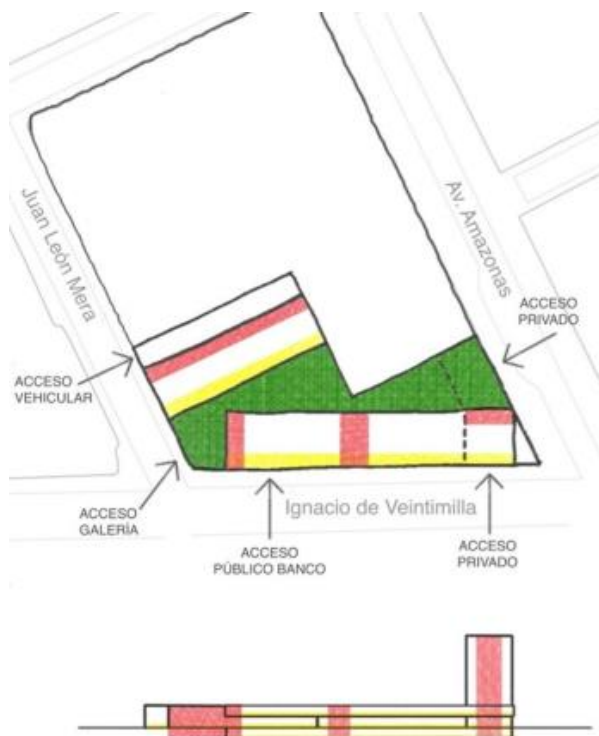 Juan León Mera
Av. Amazonas
ACCESO
PRIVADO
ACCESO
VEHICULAR
ACCESO
GALERÍA
Ignacio de Veintimilla
ACCESO
PÚBLICO BANCO
ACCESO
PRIVADO